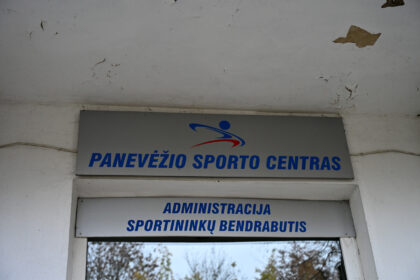 PANEVĖŽIO SPORTO CENTRAS
ADMINISTRACIJA
SPORTININKŲ BENDRABUTIS